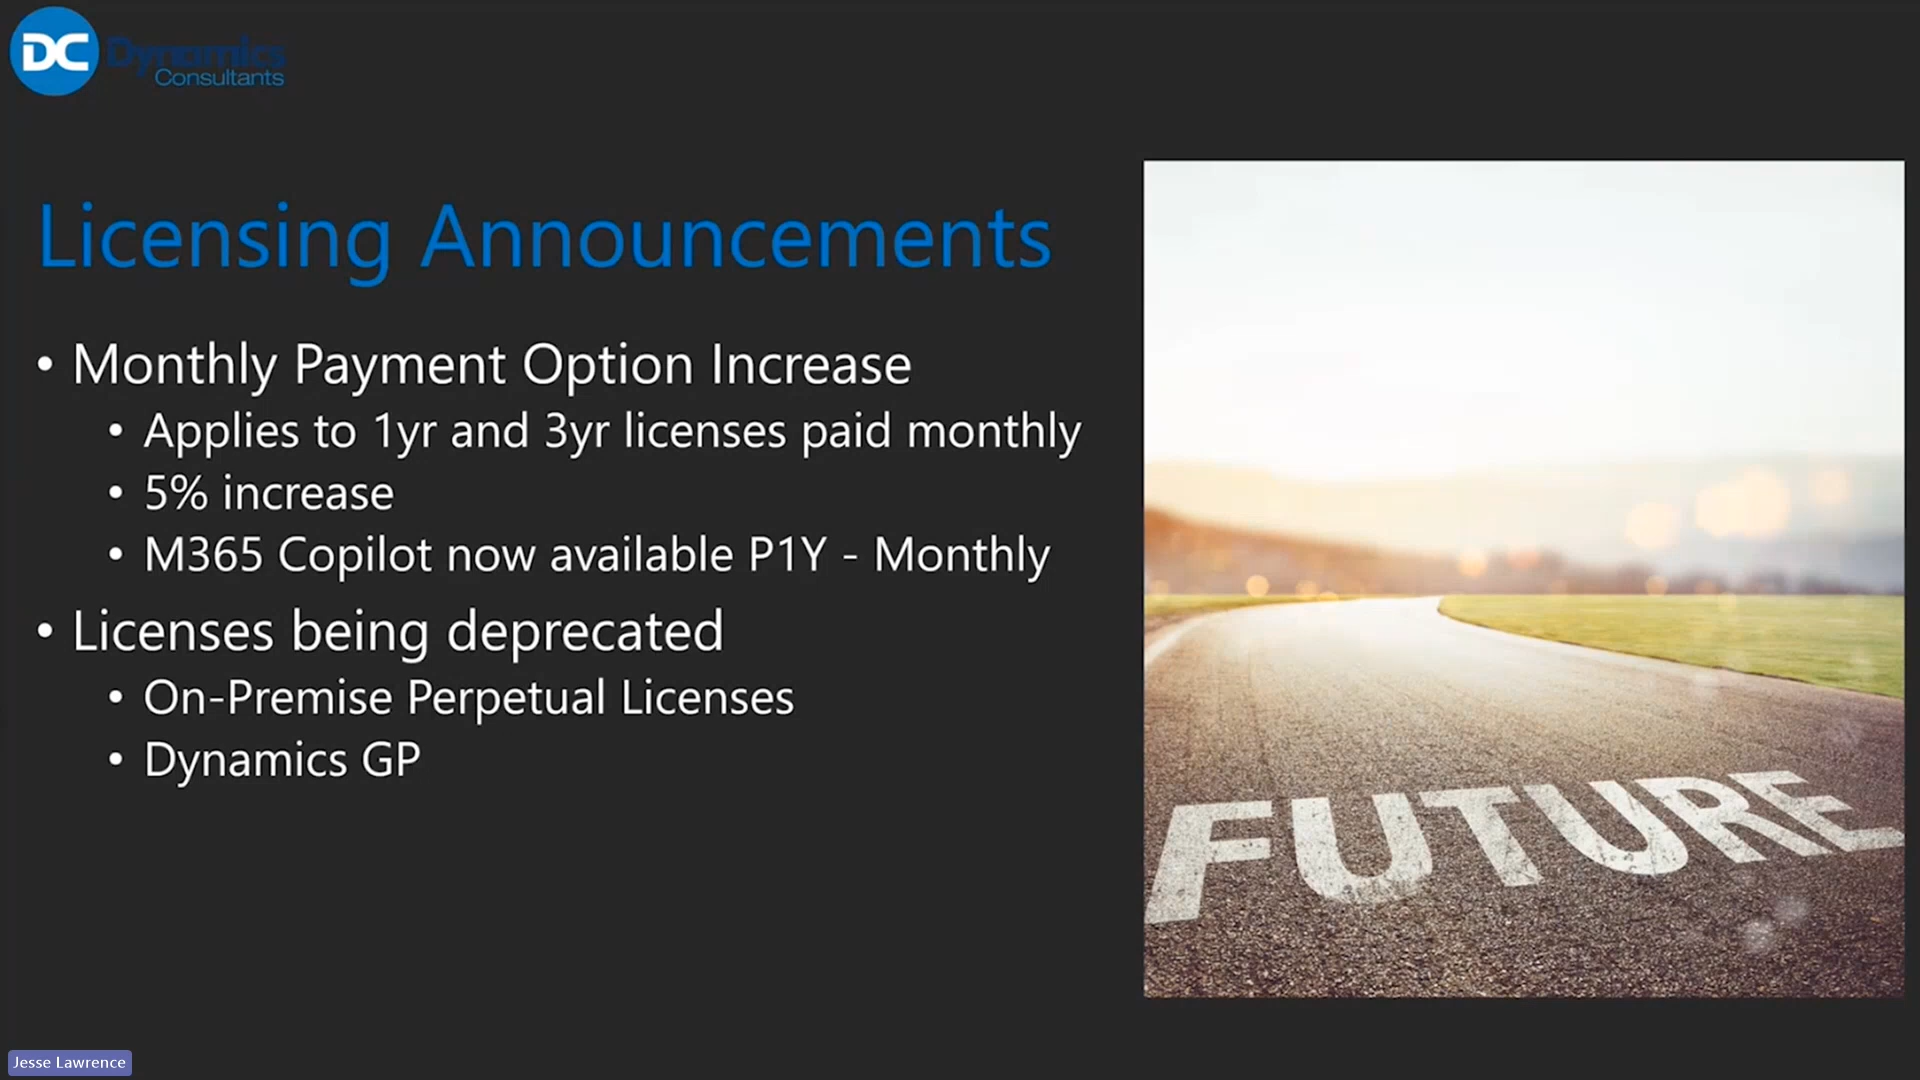 DC Dynamics
Consultants
Licensing Announcements
• Monthly Payment Option Increase
• Applies to 1yr and 3yr licenses paid monthly
• 5% increase
• M365 Copilot now available P1Y - Monthly
• Licenses being deprecated
• On-Premise Perpetual Licenses
• Dynamics GP
FUTURE
Jesse Lawrence